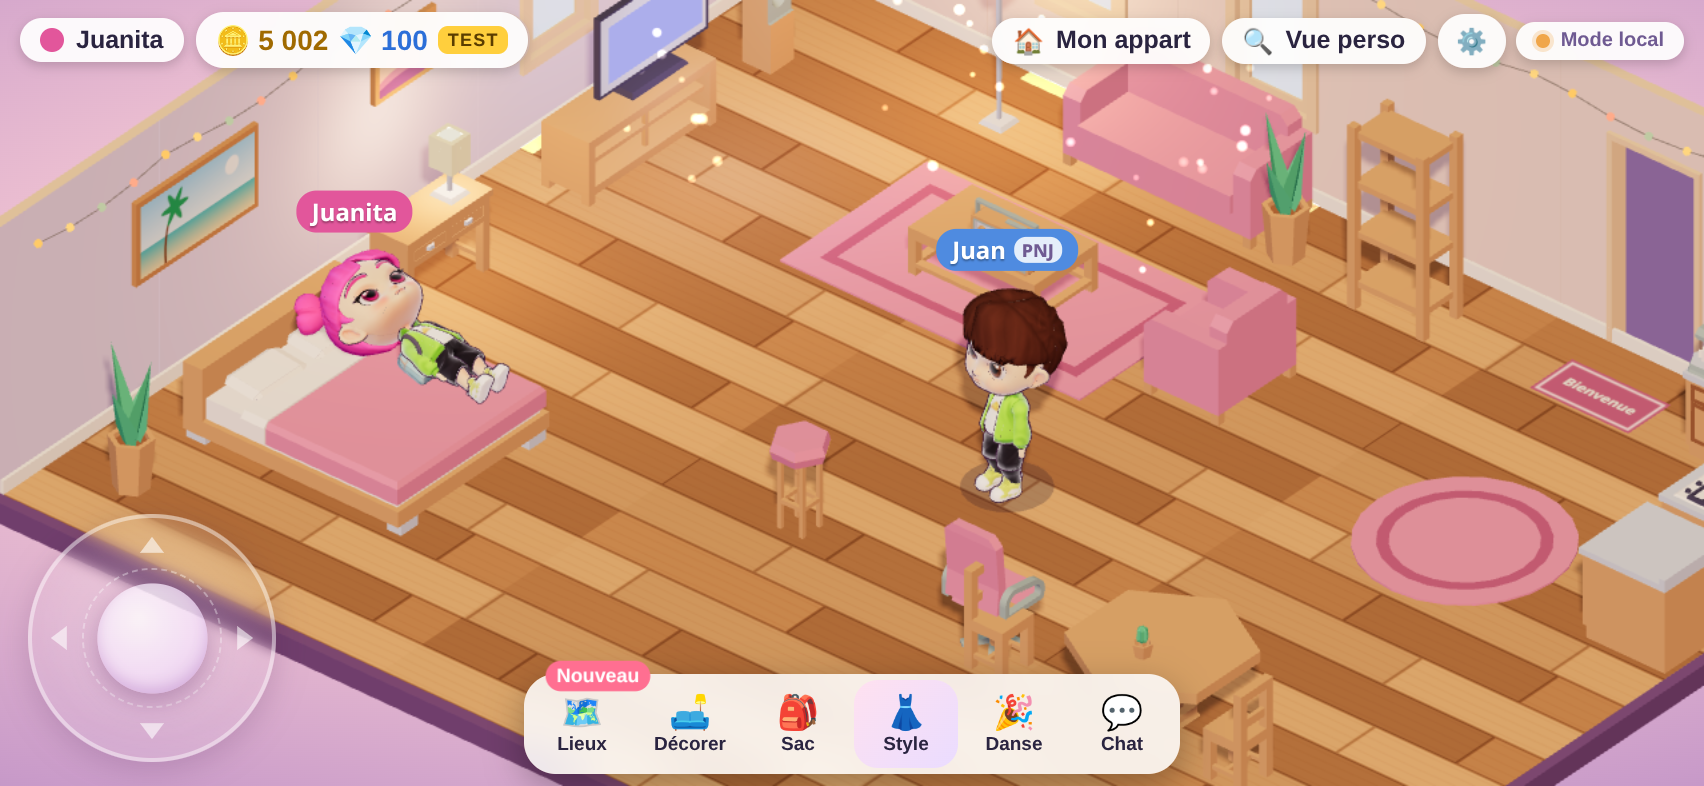 Juanita
5 002
100
TEST
Mon appart
Vue perso
Mode local
Juanita
Juan PNJ
Bienvenue
Nouveau
Lieux
Décorer
Sac
Style
Danse
Chat